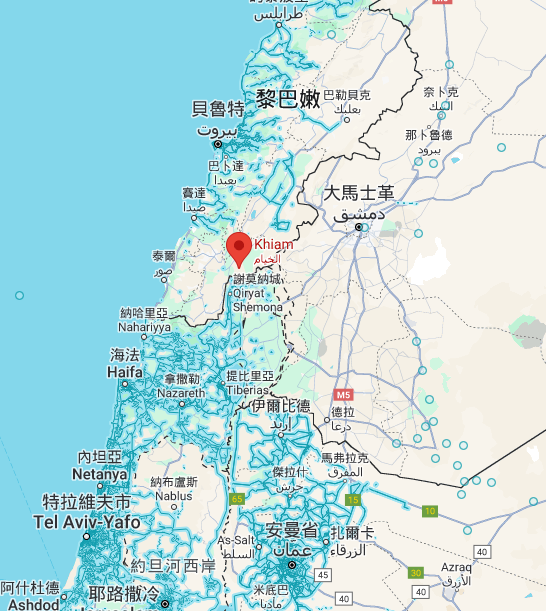 طرابلس
M5
巴勒貝克
بعلبك
奈卜克
النبك
黎巴嫩
貝魯特
بيروت
那卜魯德
يبرود
巴卜達
بعبدا
賽達
صيدا
大馬士革
دمشق
Khiam
الخيام
泰爾
صور
謝莫納城
Qiryat
Shemona
納哈里亞
Nahariyya
海法
Haifa
拿撒勒
Nazareth
提比里亞
Tiberias
M5
伊爾比德
إربد
德拉
درعا
內坦亞
Netanya
納布盧斯
Nablus
傑拉什
جرش
馬弗拉克
المفرق
特拉維夫市
Tel Aviv-Yafo
65
15
10
As-Salt
السلط
安曼省
عمان
扎爾卡
الزرقاء
40
約旦河西岸
阿什杜德
Ashdod
耶路撒冷
米底巴
مادبا
45
40
30
Azraq
الأزرق